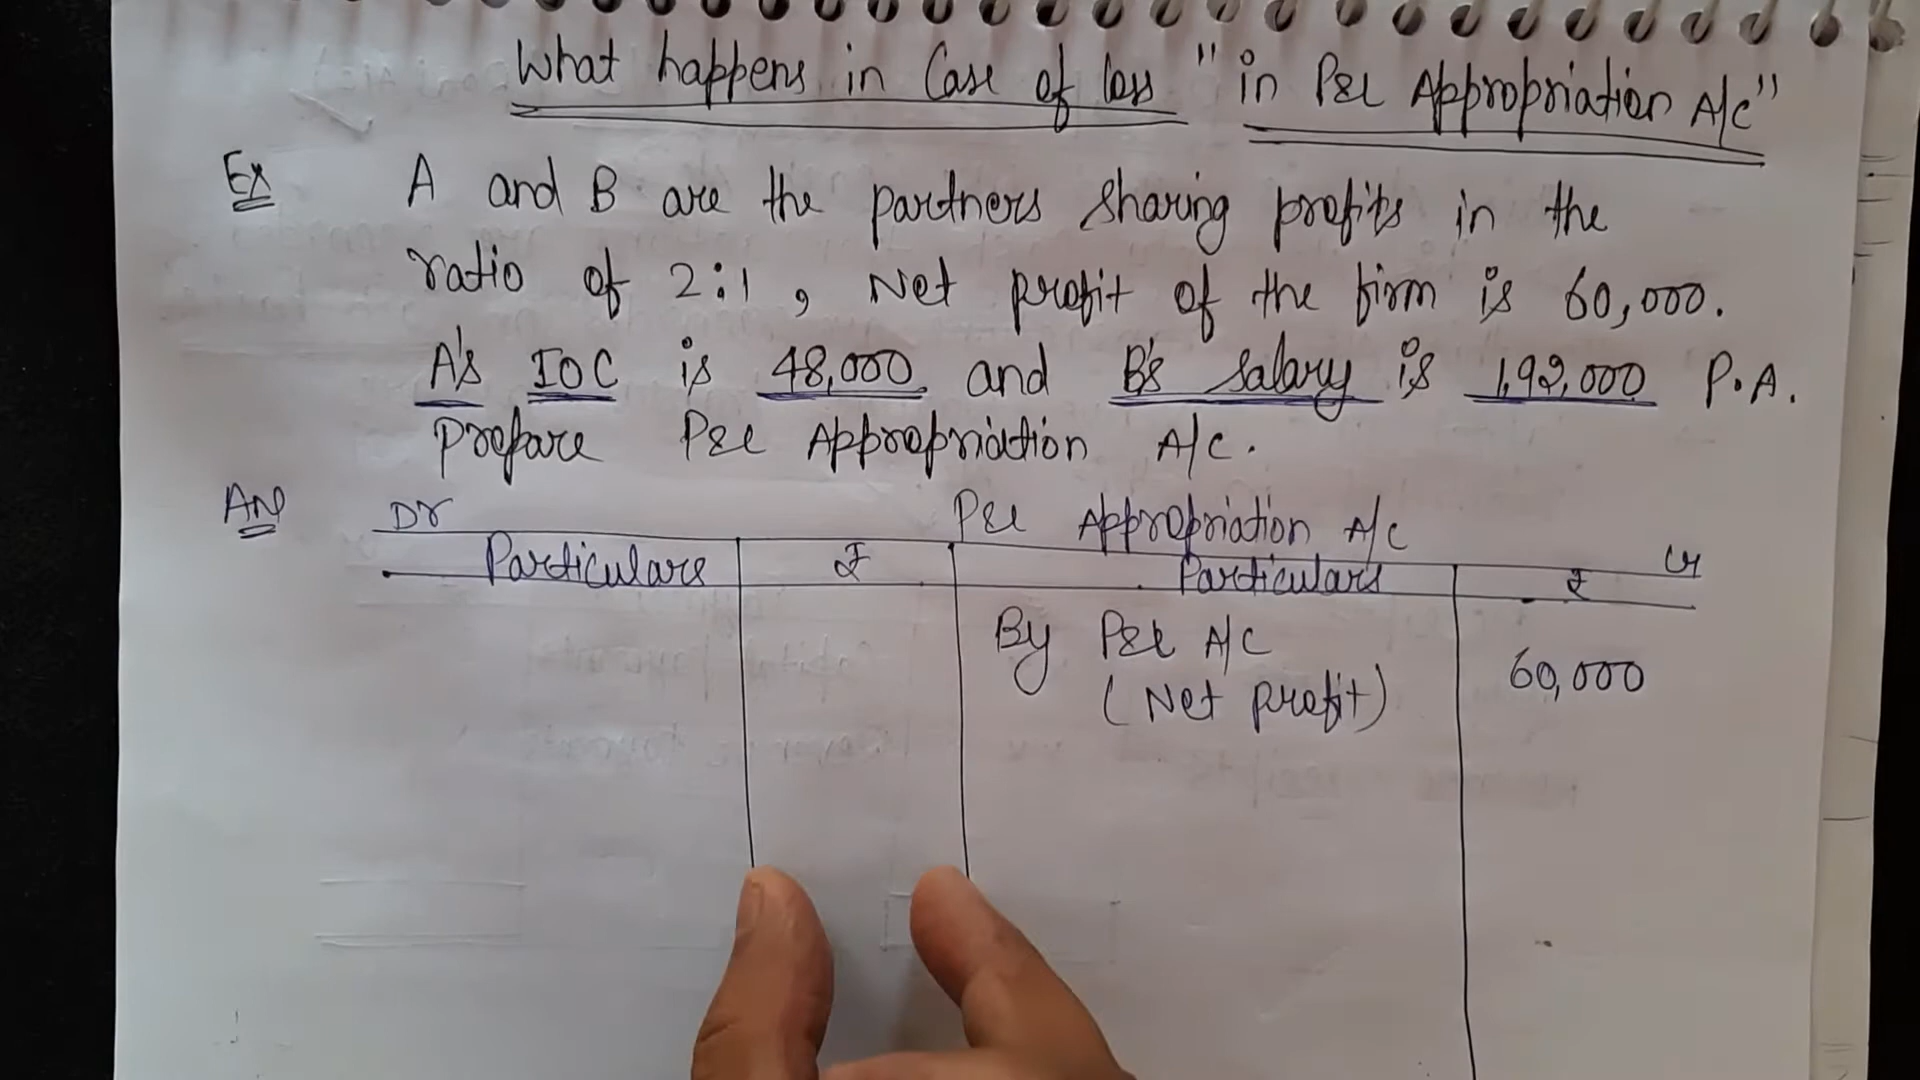 What happens in Case of loss "in P&L Appropriation A/c"
Ex A and B are the partners sharing profits in the
ratio of 2:1, Net profit of the firm is 60,000.
A's IOC is 48,000 and B's salary is 1,92,000 P.A.
Prepare P&L Appropriation A/C.
Dr P&L Appropriation A/C Cr
Particulars ₹ Particulars ₹
By P&L A/C
(Net profit) 60,000